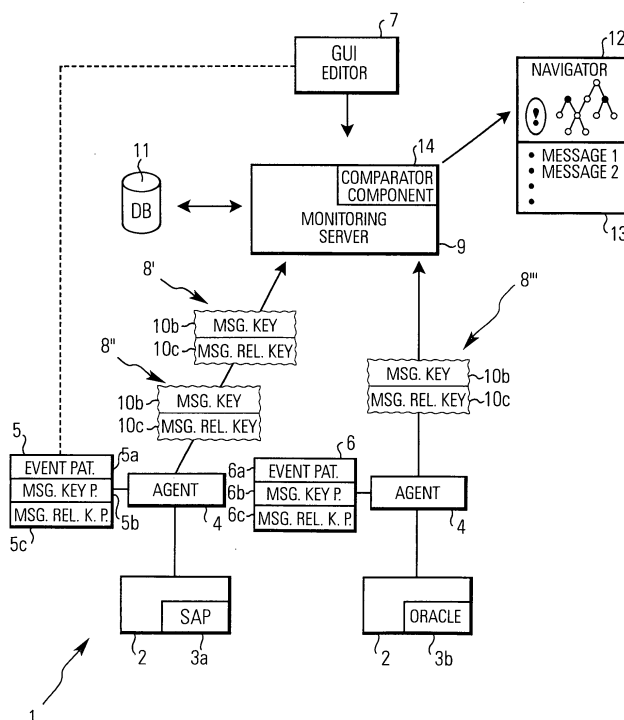 7
GUI
EDITOR
12
NAVIGATOR
!
• MESSAGE 1
• MESSAGE 2
•
•
•
13
11
DB
14
COMPARATOR
COMPONENT
MONITORING
SERVER
9
8'
10b
MSG. KEY
10c
MSG. REL. KEY
8"
10b
MSG. KEY
10c
MSG. REL. KEY
8'''
MSG. KEY
10b
MSG. REL. KEY
10c
5
5a
EVENT PAT.
MSG. KEY P.
5b
MSG. REL. K. P.
5c
AGENT
4
6
6a
EVENT PAT.
6b
MSG. KEY P.
6c
MSG. REL. K. P.
AGENT
4
SAP
2
3a
ORACLE
2
3b
1